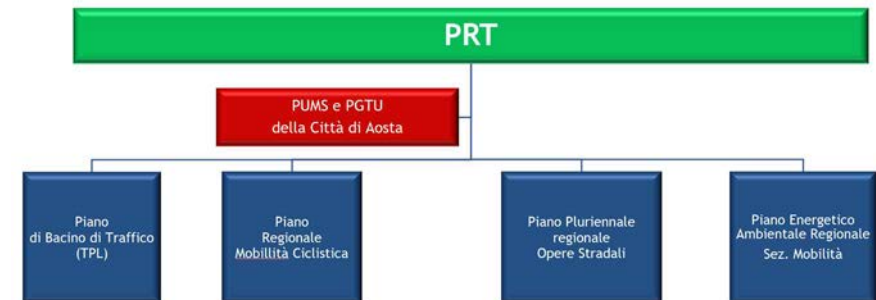 PRT
PUMS e PGTU
della Città di Aosta
Piano
di Bacino di Traffico
(TPL)
Piano
Regionale
Mobillità Ciclistica
Piano Pluriennale
regionale
Opere Stradali
Piano Energetico
Ambientale Regionale
Sez. Mobilità